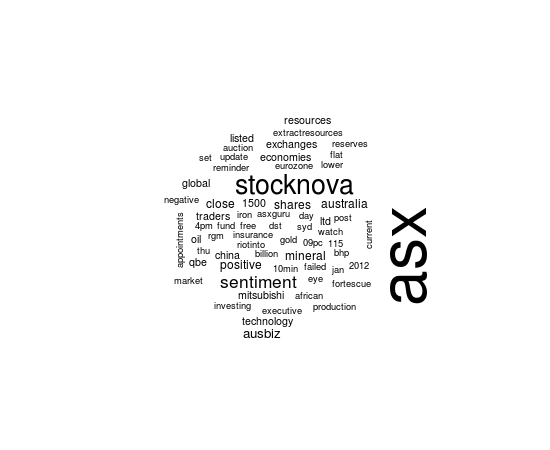 resources
extractresources
listed
exchanges
reserves
auction
set
update
economies
flat
reminder
eurozone
lower
global
stocknova
negative
close
1500
shares
australia
traders
iron
asxguru
day
ltd
post
4pm
fund
free
dst
syd
watch
current
appointments
oil
rgm
insurance
riotinto
gold
09pc
115
thu
china
billion
mineral
bhp
qbe
positive
10min
failed
jan
2012
market
sentiment
eye
fortescue
mitsubishi
african
investing
executive
production
technology
ausbiz
asx